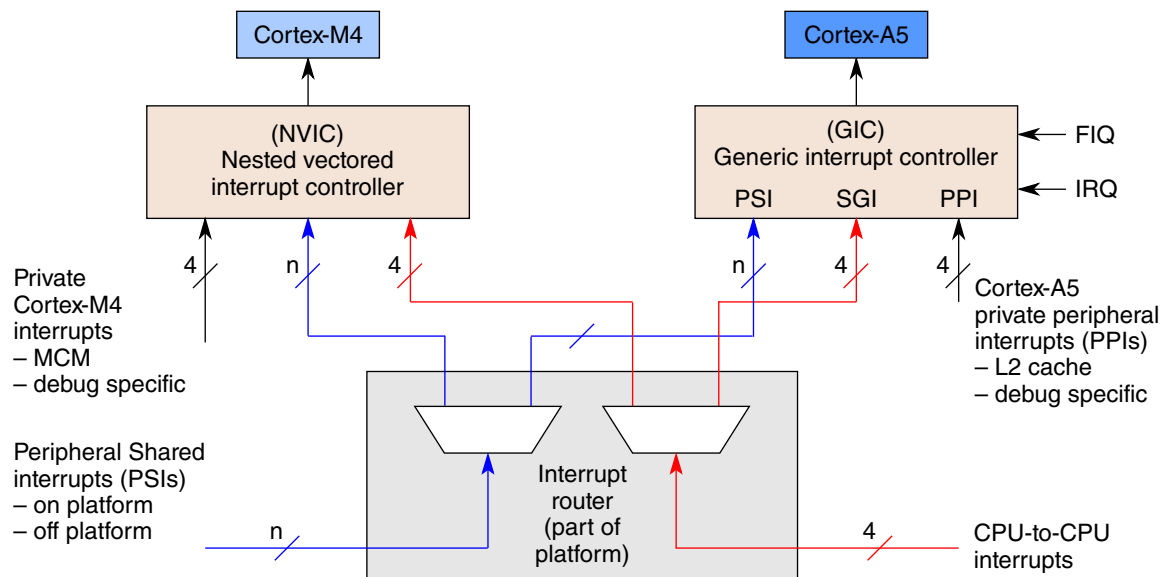 Cortex-M4
Cortex-A5
(NVIC)
Nested vectored
interrupt controller
(GIC)
Generic interrupt controller
PSI SGI PPI
FIQ
IRQ
4
n
4
n
4
4
Private
Cortex-M4
interrupts
– MCM
– debug specific
Cortex-A5
private peripheral
interrupts (PPIs)
– L2 cache
– debug specific
Peripheral Shared
interrupts (PSIs)
– on platform
– off platform
n
Interrupt
router
(part of
platform)
4
CPU-to-CPU
interrupts